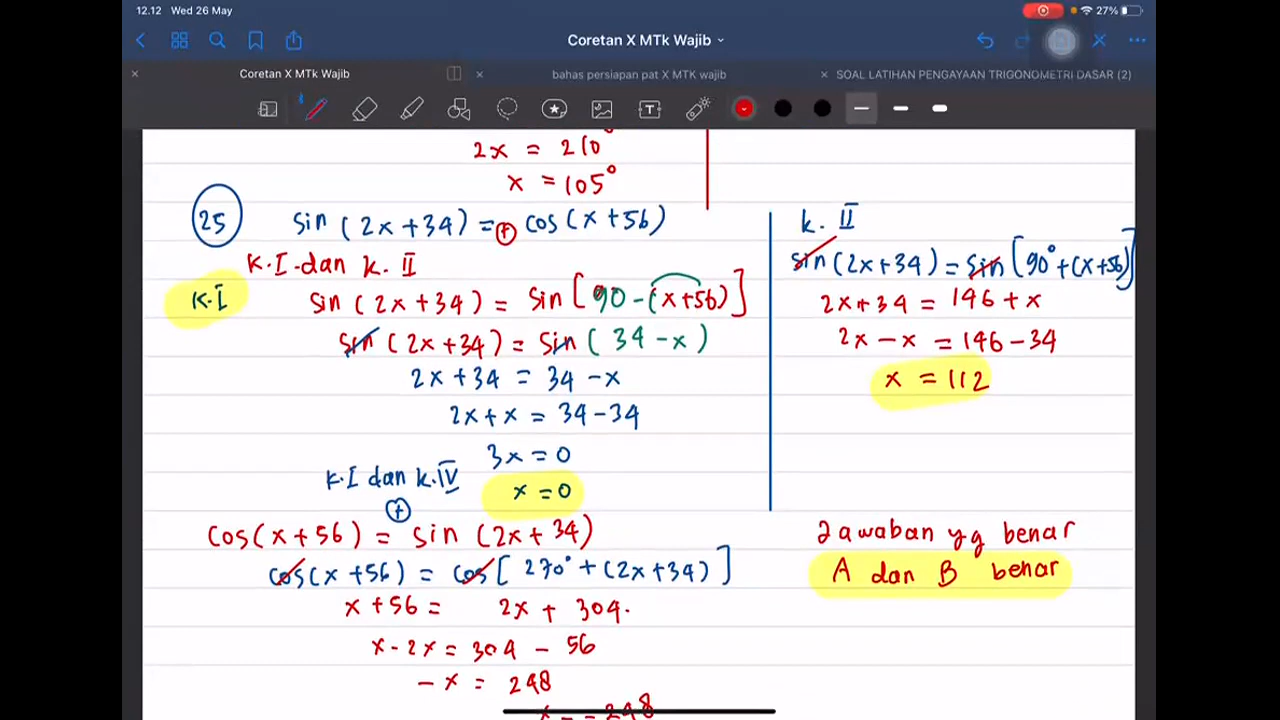 12.12 Wed 26 May
27%
Coretan X MTk Wajib
Coretan X MTk Wajib
bahas persiapan pat X MTK wajib
SOAL LATIHAN PENGAYAAN TRIGONOMETRI DASAR (2)
2x = 210°
x = 105°
25
sin (2x+34) = + cos(x+56)
K.I dan k. II
K.I
sin (2x+34) = sin [90 - (x+56)]
sin (2x+34) = sin (34-x)
2x+34 = 34 -x
2x+x = 34-34
3x = 0
x = 0
k. II
sin (2x+34) = sin [90°+(x+56)]
2x+34 = 146 + x
2x - x = 146 - 34
x = 112
K.I dan k.IV
+
cos(x+56) = sin (2x+34)
cos(x+56) = cos [270° + (2x+34)]
x+56 = 2x + 304.
x - 2x = 304 - 56
- x = 248
x = - 248
Jawaban yg benar
A dan B benar